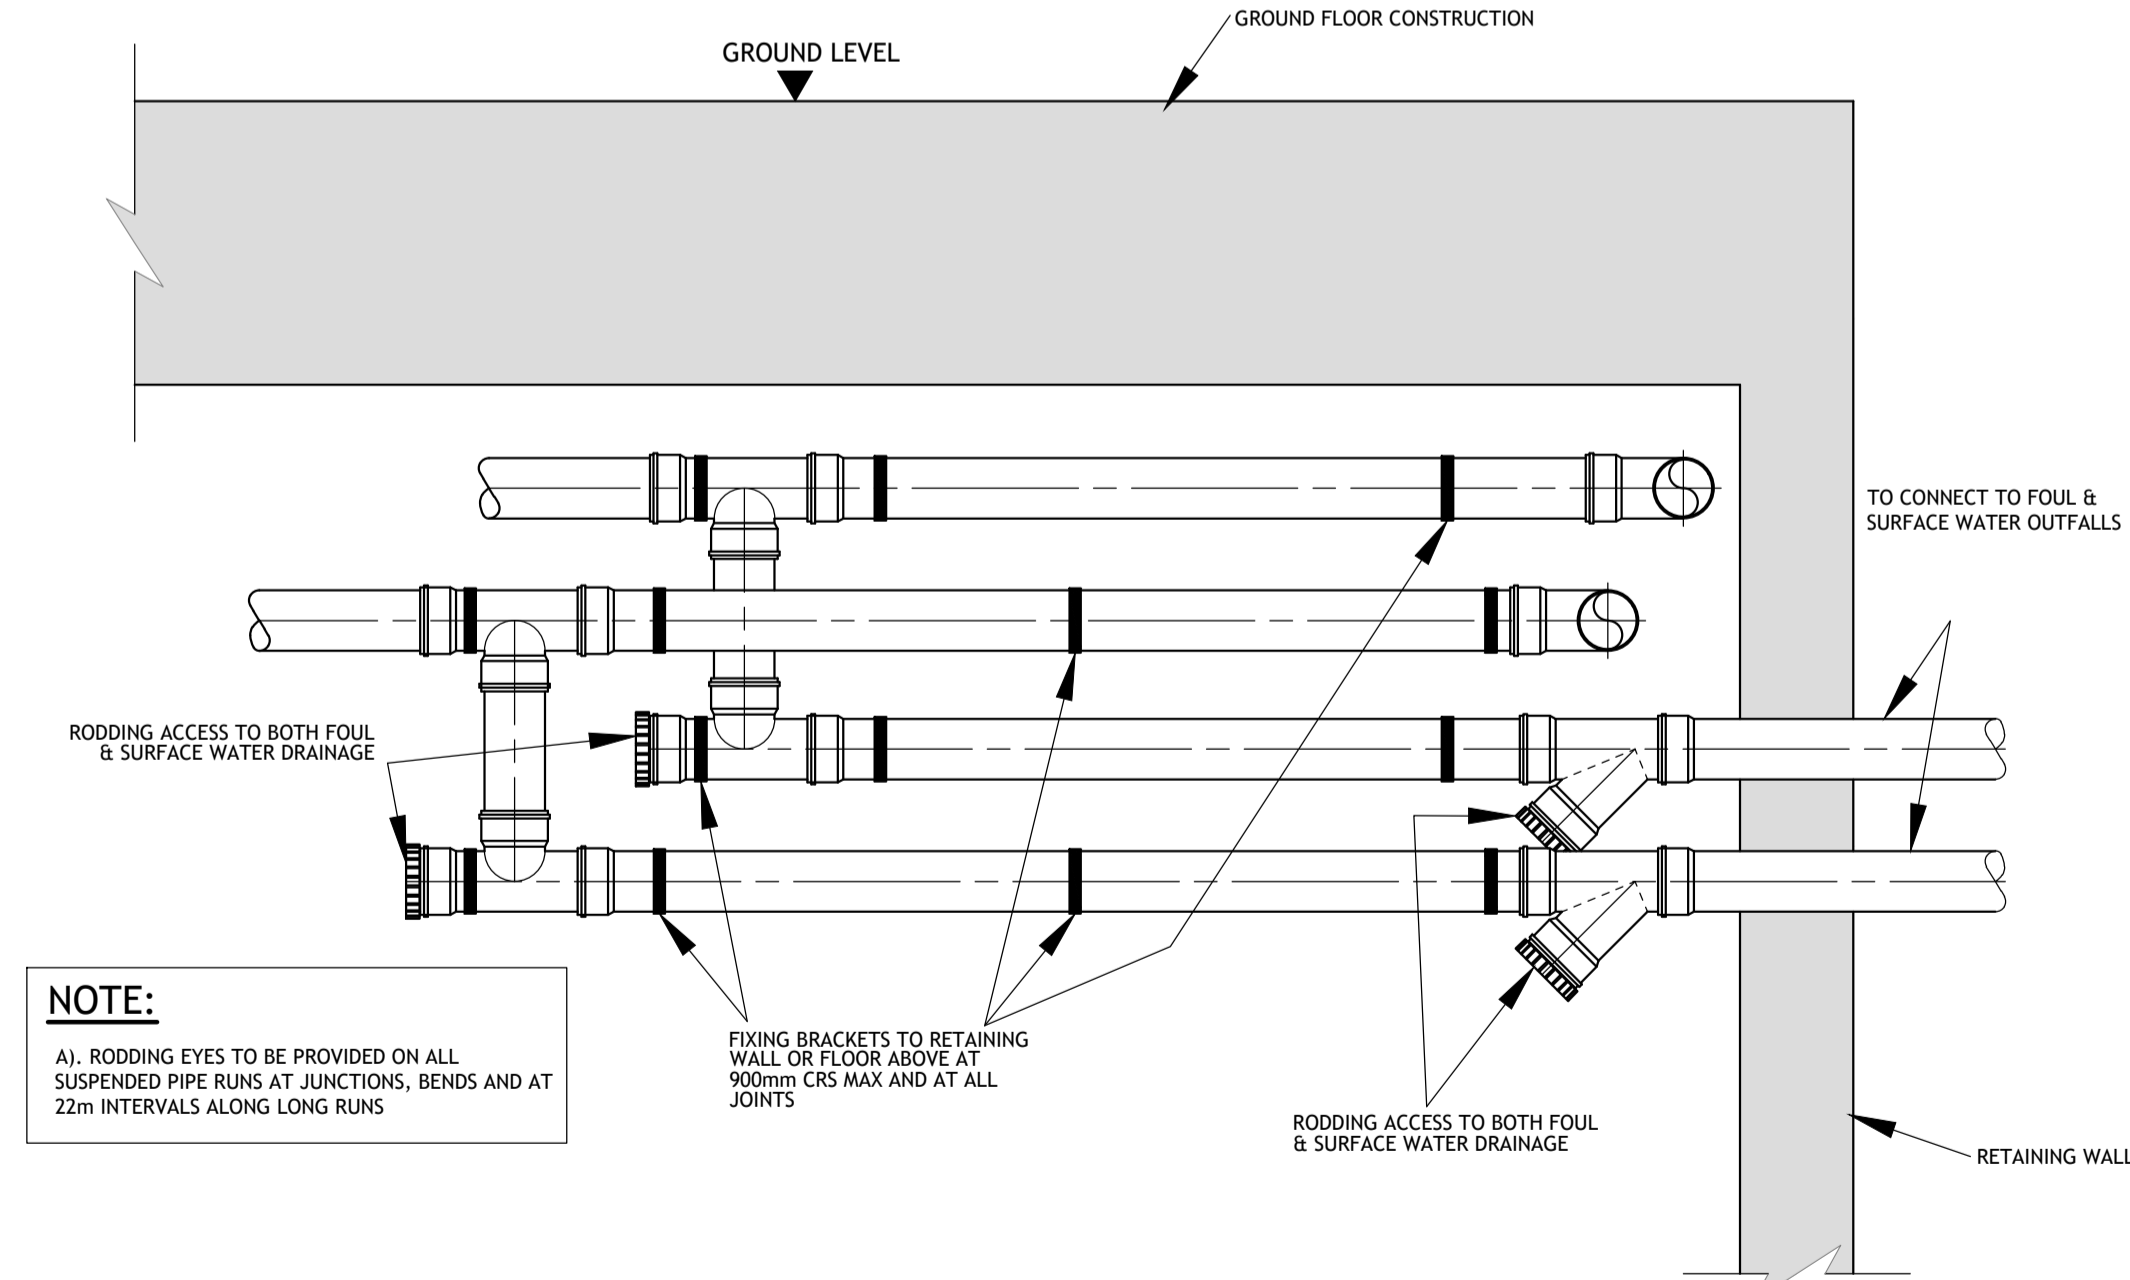 GROUND FLOOR CONSTRUCTION
GROUND LEVEL
TO CONNECT TO FOUL &
SURFACE WATER OUTFALLS
RODDING ACCESS TO BOTH FOUL
& SURFACE WATER DRAINAGE
NOTE:
A). RODDING EYES TO BE PROVIDED ON ALL
SUSPENDED PIPE RUNS AT JUNCTIONS, BENDS AND AT
22m INTERVALS ALONG LONG RUNS
FIXING BRACKETS TO RETAINING
WALL OR FLOOR ABOVE AT
900mm CRS MAX AND AT ALL
JOINTS
RODDING ACCESS TO BOTH FOUL
& SURFACE WATER DRAINAGE
RETAINING WALL